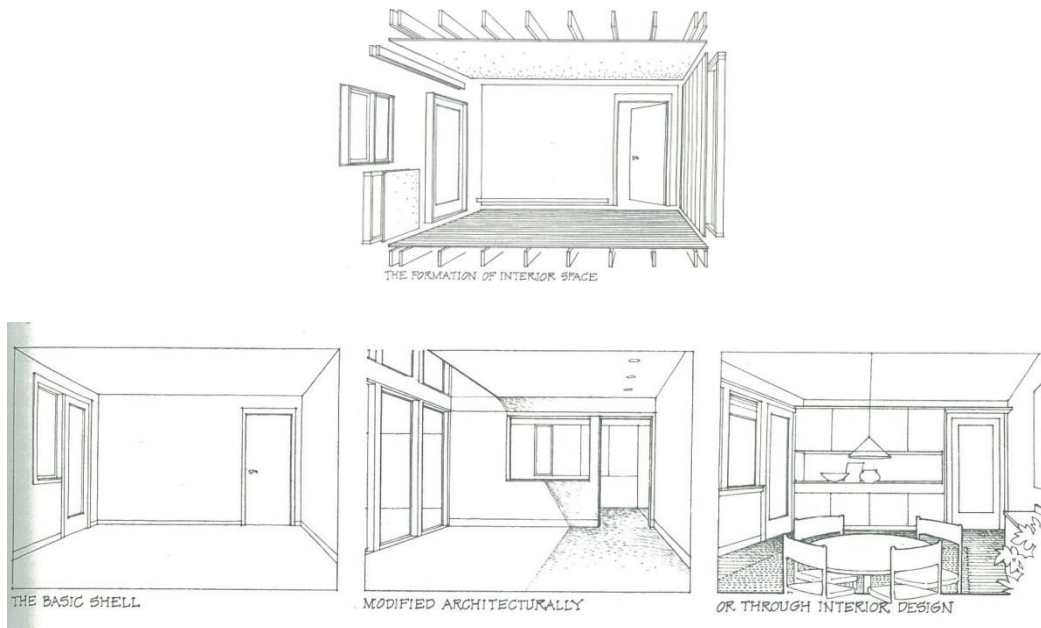 THE FORMATION OF INTERIOR SPACE
THE BASIC SHELL
MODIFIED ARCHITECTURALLY
OR THROUGH INTERIOR DESIGN